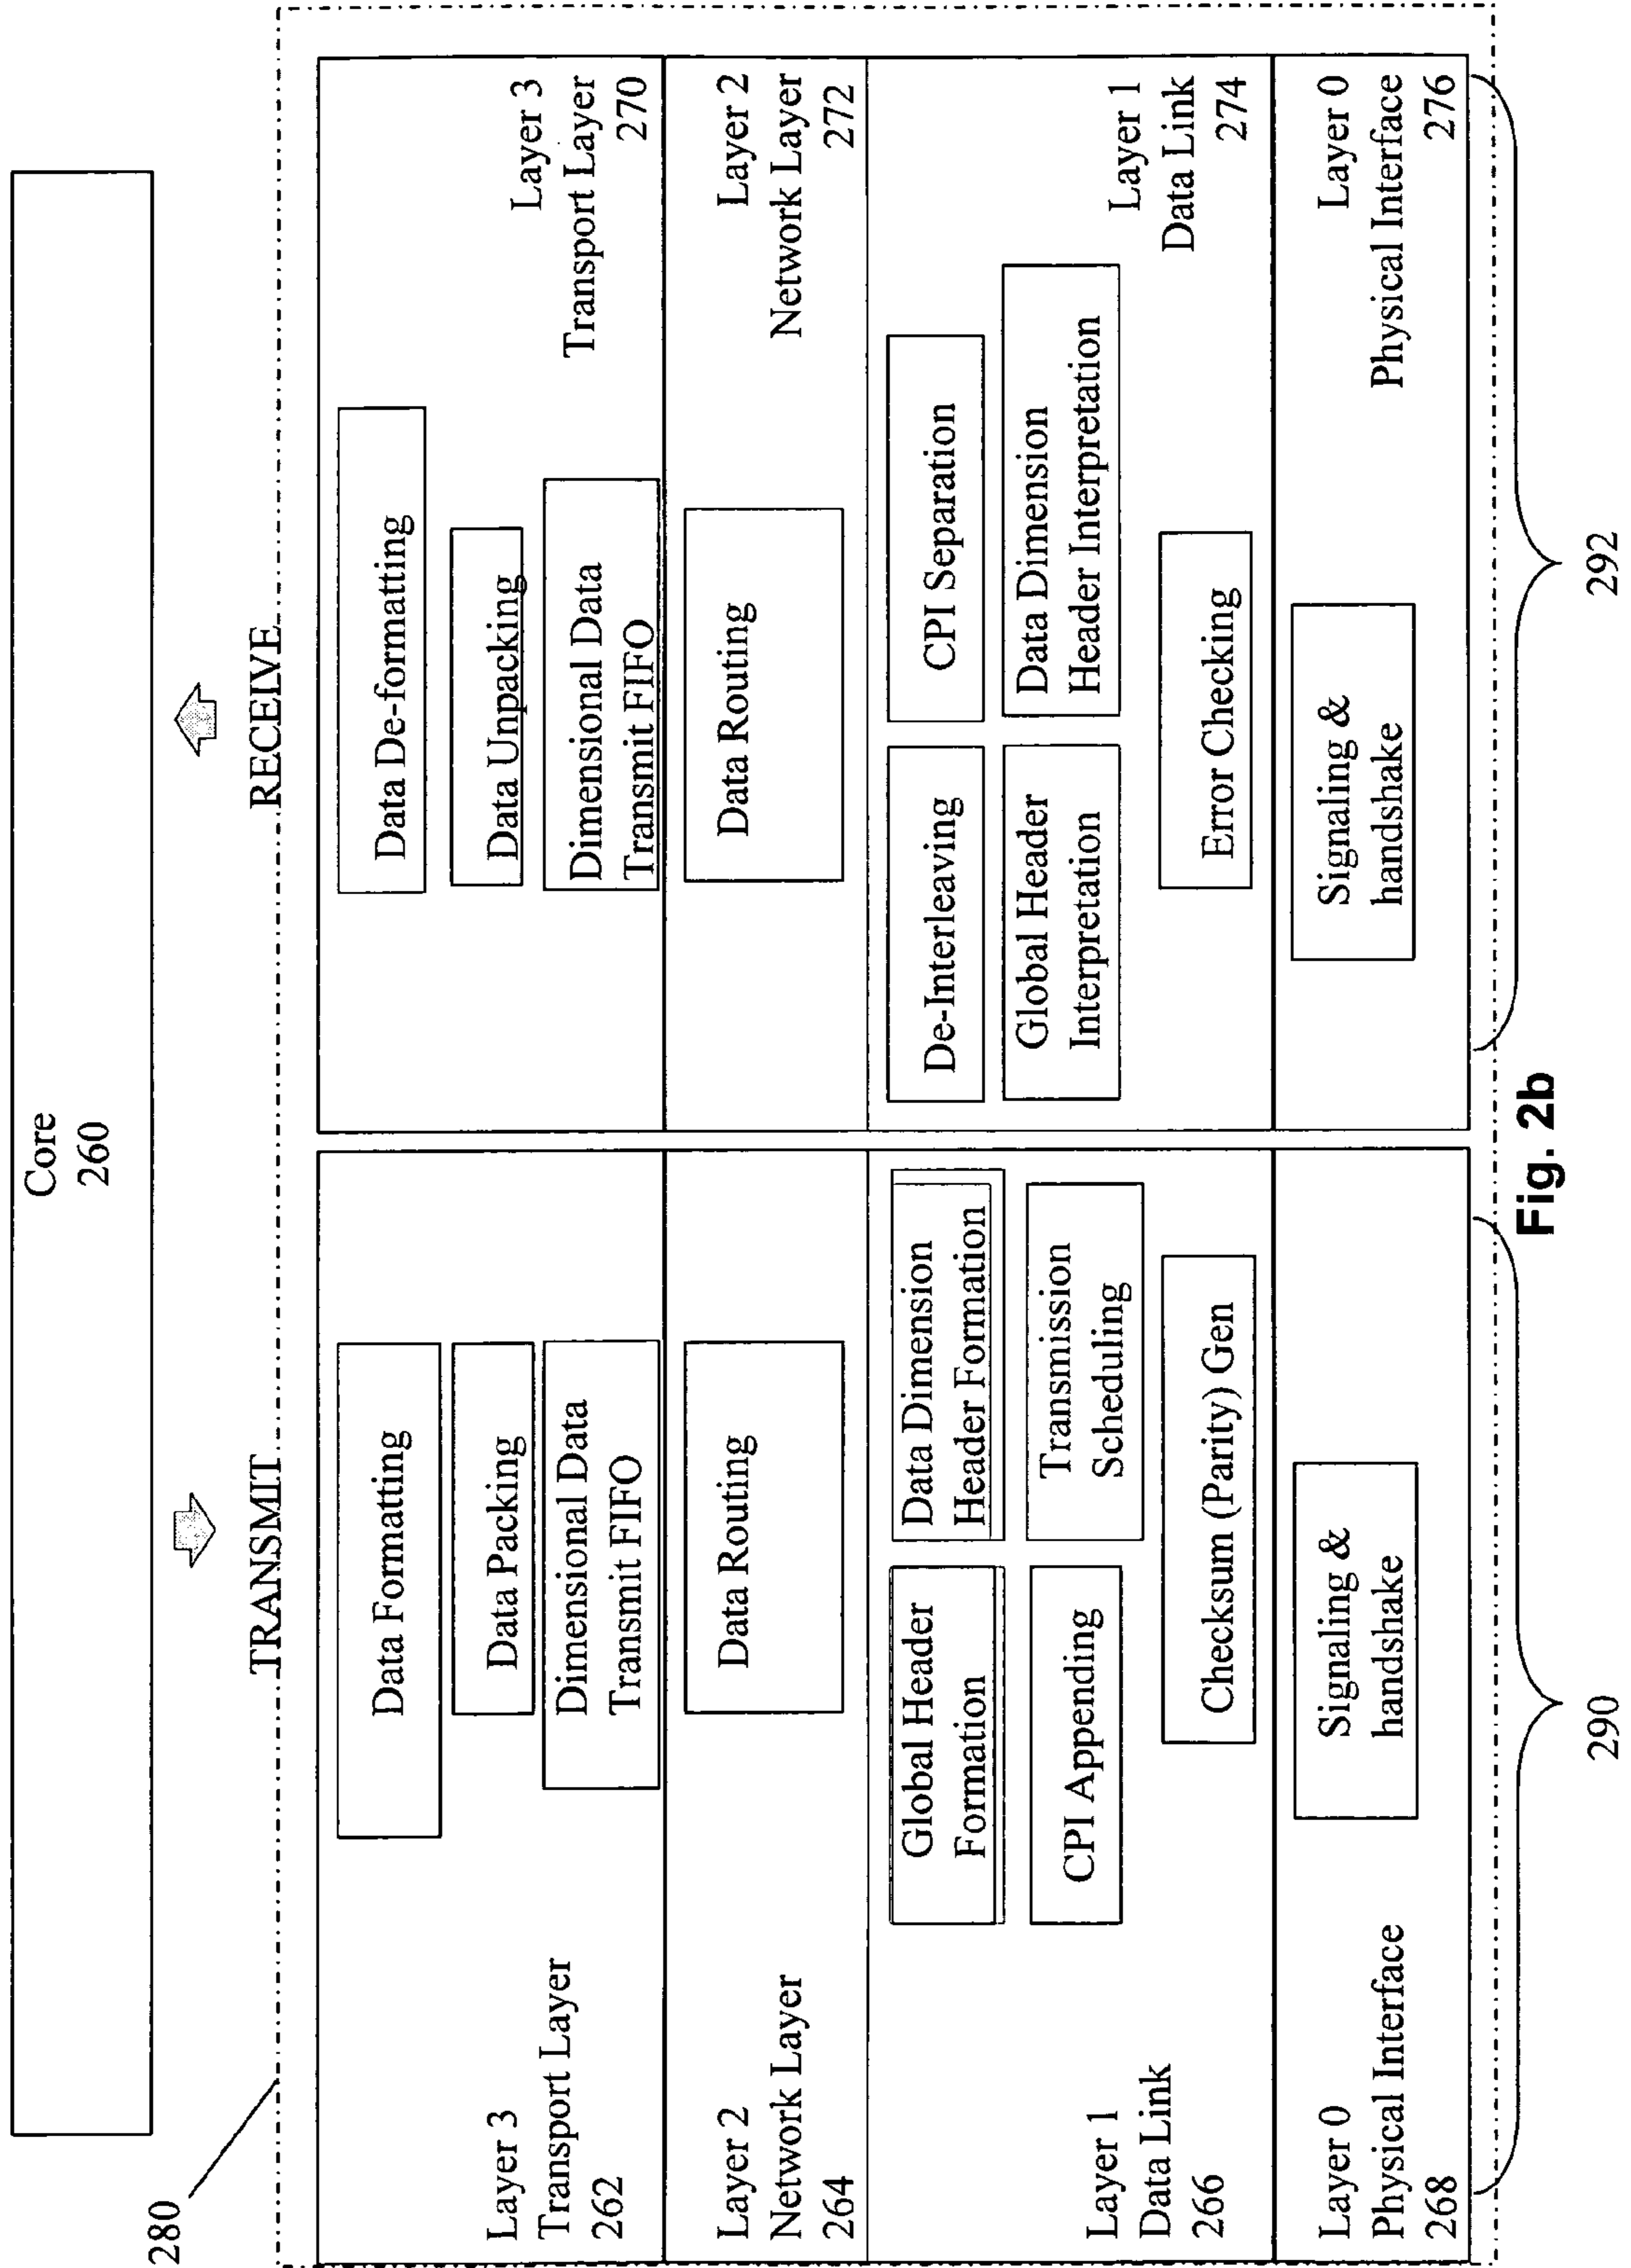 Core
260
280
TRANSMIT
RECEIVE
Layer 3
Transport Layer
262
Data Formatting
Data Packing
Dimensional Data
Transmit FIFO
Layer 2
Network Layer
264
Data Routing
Layer 1
Data Link
266
Global Header
Formation
Data Dimension
Header Formation
CPI Appending
Transmission
Scheduling
Checksum (Parity) Gen
Layer 0
Physical Interface
268
Signaling &
handshake
290
Data De-formatting
Data Unpacking
Dimensional Data
Transmit FIFO
Layer 3
Transport Layer
270
Data Routing
Layer 2
Network Layer
272
De-Interleaving
CPI Separation
Global Header
Interpretation
Data Dimension
Header Interpretation
Error Checking
Layer 1
Data Link
274
Signaling &
handshake
Layer 0
Physical Interface
276
292
Fig. 2b